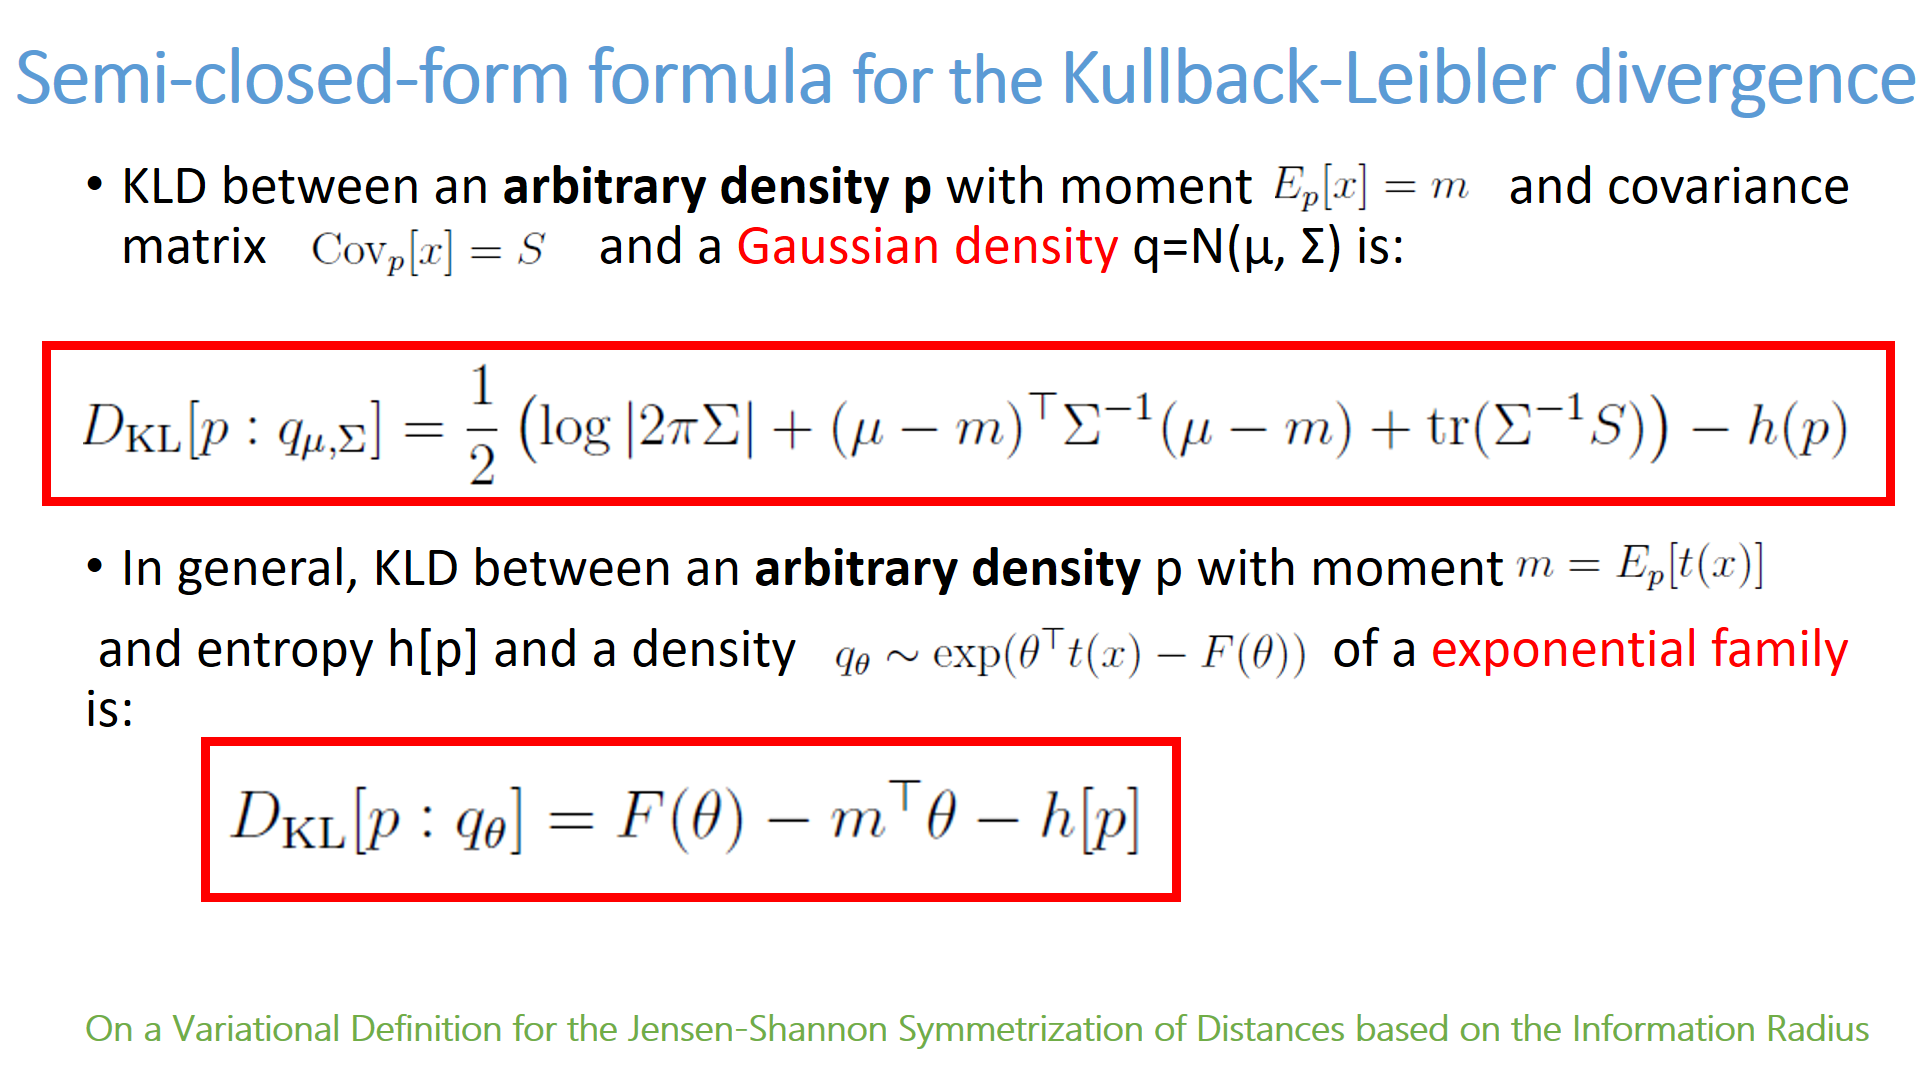 Semi-closed-form formula for the Kullback-Leibler divergence
• KLD between an arbitrary density p with moment $E_p[x] = m$ and covariance
matrix $\mathrm{Cov}_p[x] = S$ and a Gaussian density q=N(μ, Σ) is:
$D_{\mathrm{KL}}[p : q_{\mu,\Sigma}] = \frac{1}{2}\left(\log|2\pi\Sigma| + (\mu - m)^\top \Sigma^{-1}(\mu - m) + \mathrm{tr}(\Sigma^{-1}S)\right) - h(p)$
• In general, KLD between an arbitrary density p with moment $m = E_p[t(x)]$
and entropy h[p] and a density $q_\theta \sim \exp(\theta^\top t(x) - F(\theta))$ of a exponential family
is:
$D_{\mathrm{KL}}[p : q_\theta] = F(\theta) - m^\top \theta - h[p]$
On a Variational Definition for the Jensen-Shannon Symmetrization of Distances based on the Information Radius